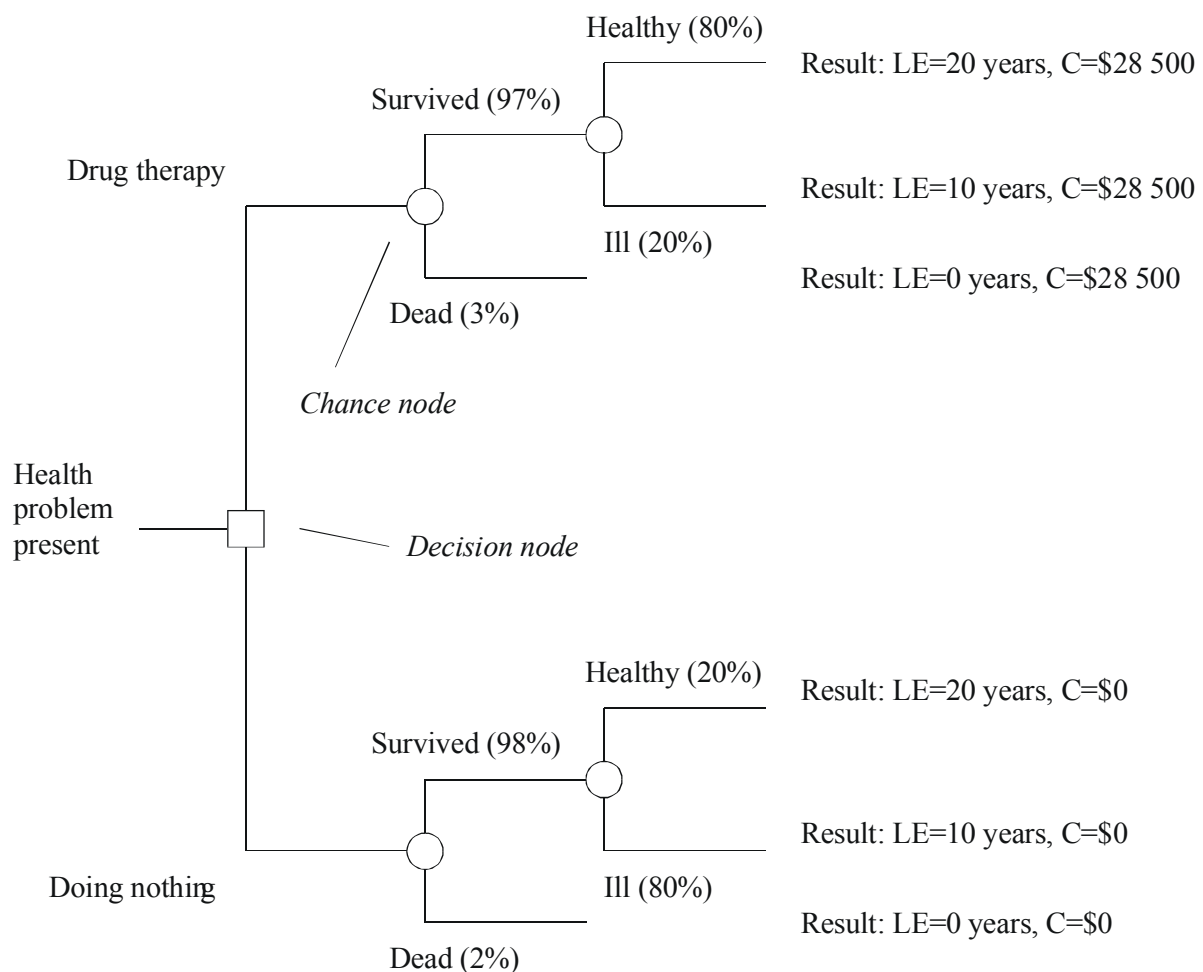 Healthy (80%)
Result: LE=20 years, C=$28 500
Survived (97%)
Drug therapy
Result: LE=10 years, C=$28 500
Ill (20%)
Result: LE=0 years, C=$28 500
Dead (3%)
Chance node
Health
problem
present
Decision node
Healthy (20%)
Result: LE=20 years, C=$0
Survived (98%)
Result: LE=10 years, C=$0
Doing nothing
Ill (80%)
Result: LE=0 years, C=$0
Dead (2%)